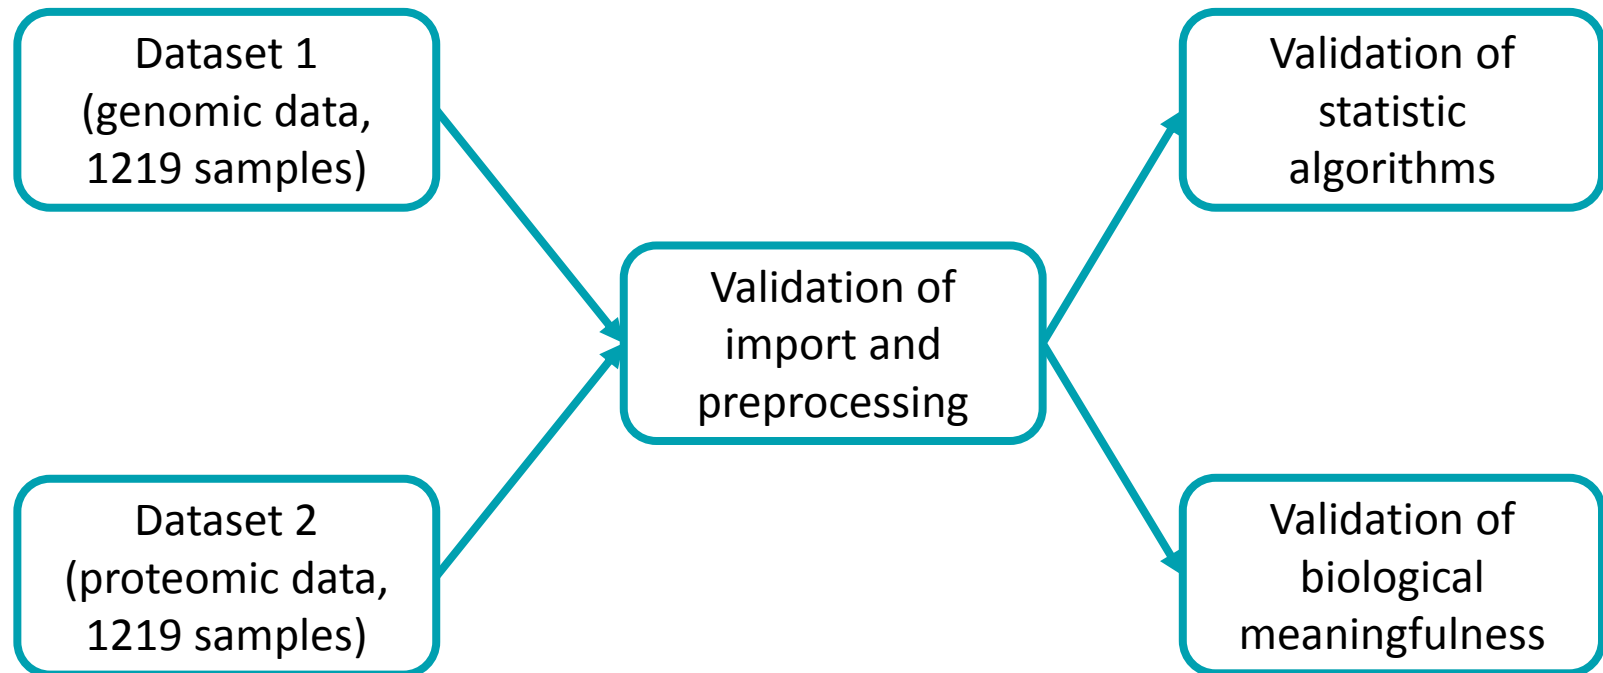 Dataset 1
(genomic data,
1219 samples)
Dataset 2
(proteomic data,
1219 samples)
Validation of
import and
preprocessing
Validation of
statistic
algorithms
Validation of
biological
meaningfulness